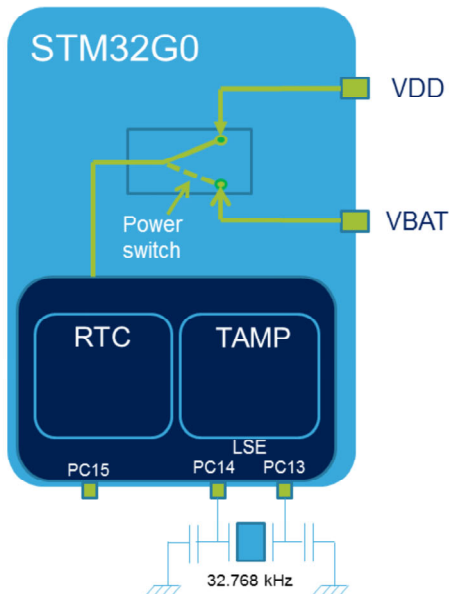 STM32G0
VDD
Power
switch
VBAT
RTC
TAMP
LSE
PC15
PC14
PC13
32.768 kHz